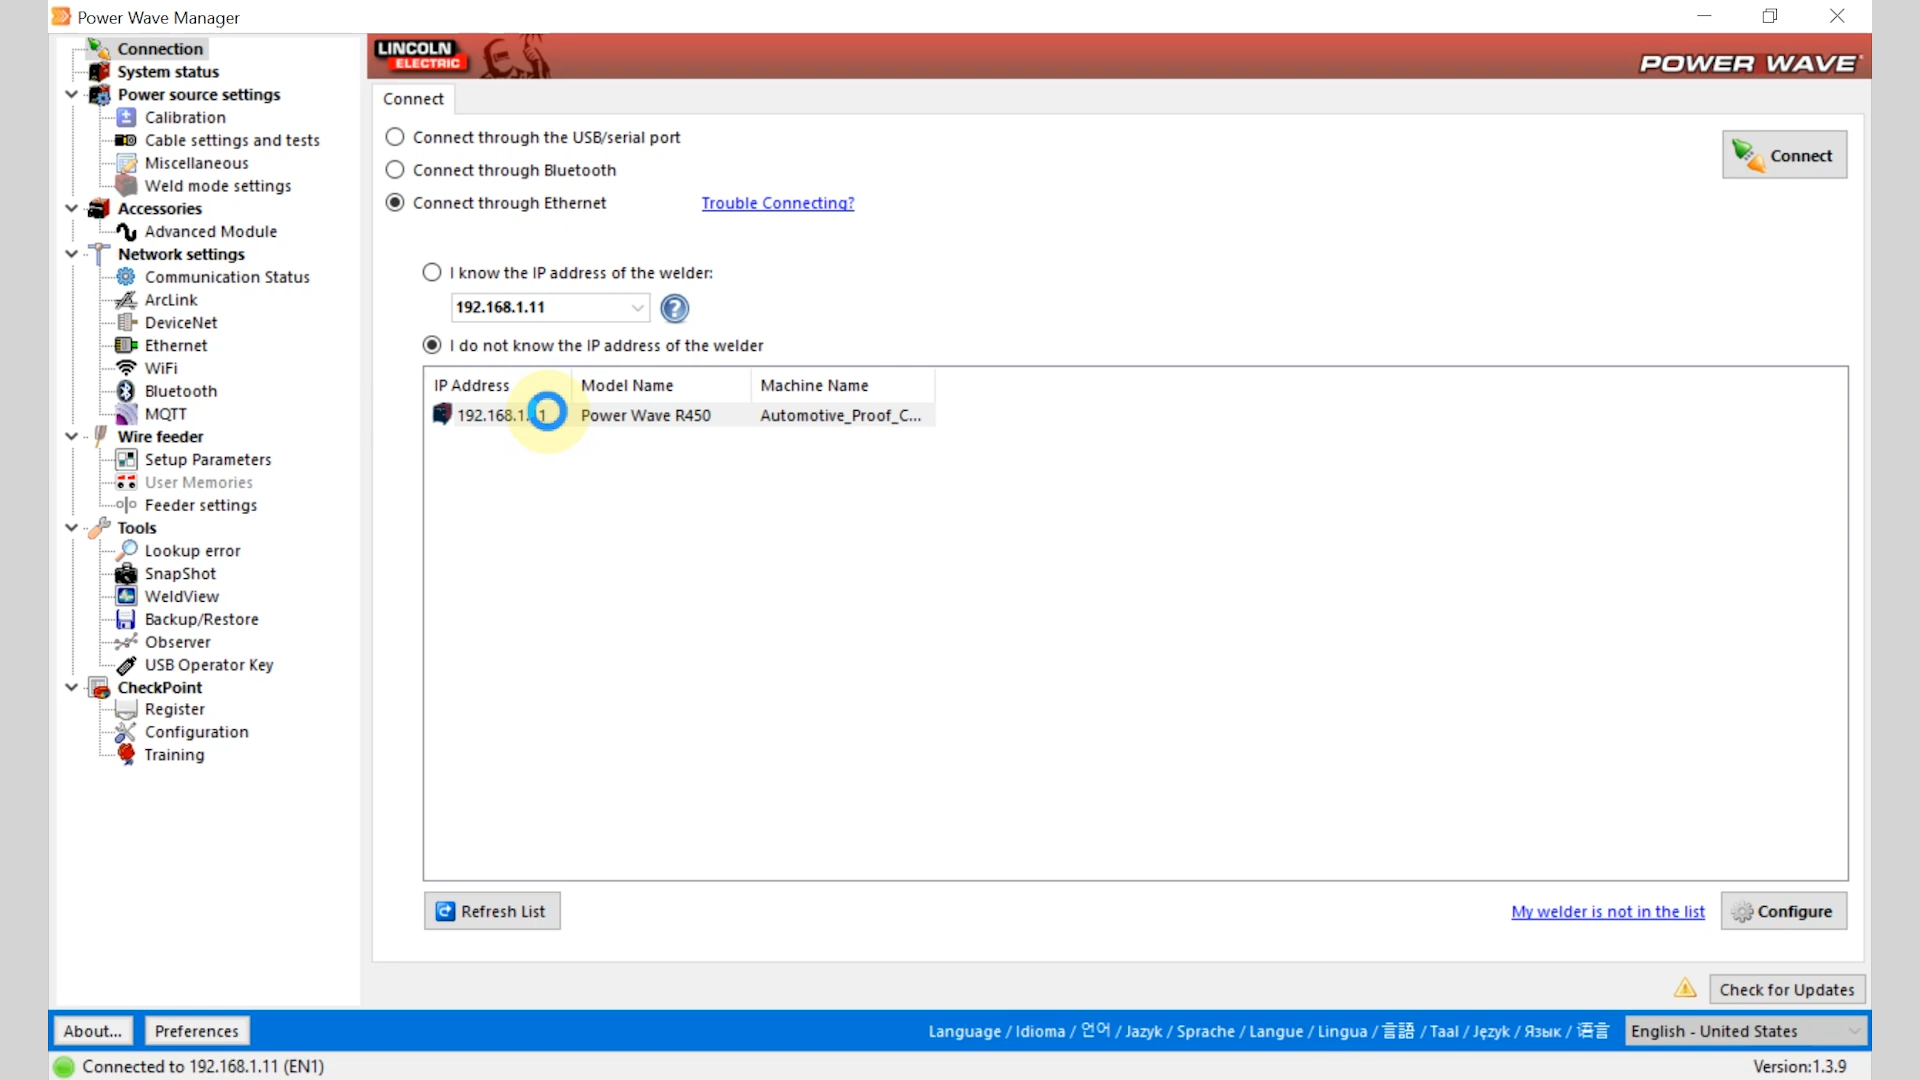 Power Wave Manager
Connection
System status
Power source settings
Calibration
Cable settings and tests
Miscellaneous
Weld mode settings
Accessories
Advanced Module
Network settings
Communication Status
ArcLink
DeviceNet
Ethernet
WiFi
Bluetooth
MQTT
Wire feeder
Setup Parameters
User Memories
Feeder settings
Tools
Lookup error
SnapShot
WeldView
Backup/Restore
Observer
USB Operator Key
CheckPoint
Register
Configuration
Training
LINCOLN
ELECTRIC
POWER WAVE
Connect
Connect through the USB/serial port
Connect
Connect through Bluetooth
Connect through Ethernet Trouble Connecting?
I know the IP address of the welder:
192.168.1.11
I do not know the IP address of the welder
IP Address Model Name Machine Name
192.168.1.11 Power Wave R450 Automotive_Proof_C...
Refresh List My welder is not in the list Configure
Check for Updates
About... Preferences Language / Idioma / 언어 / Jazyk / Sprache / Langue / Lingua / 言語 / Taal / Język / Язык / 语言 English - United States
Connected to 192.168.1.11 (EN1) Version:1.3.9